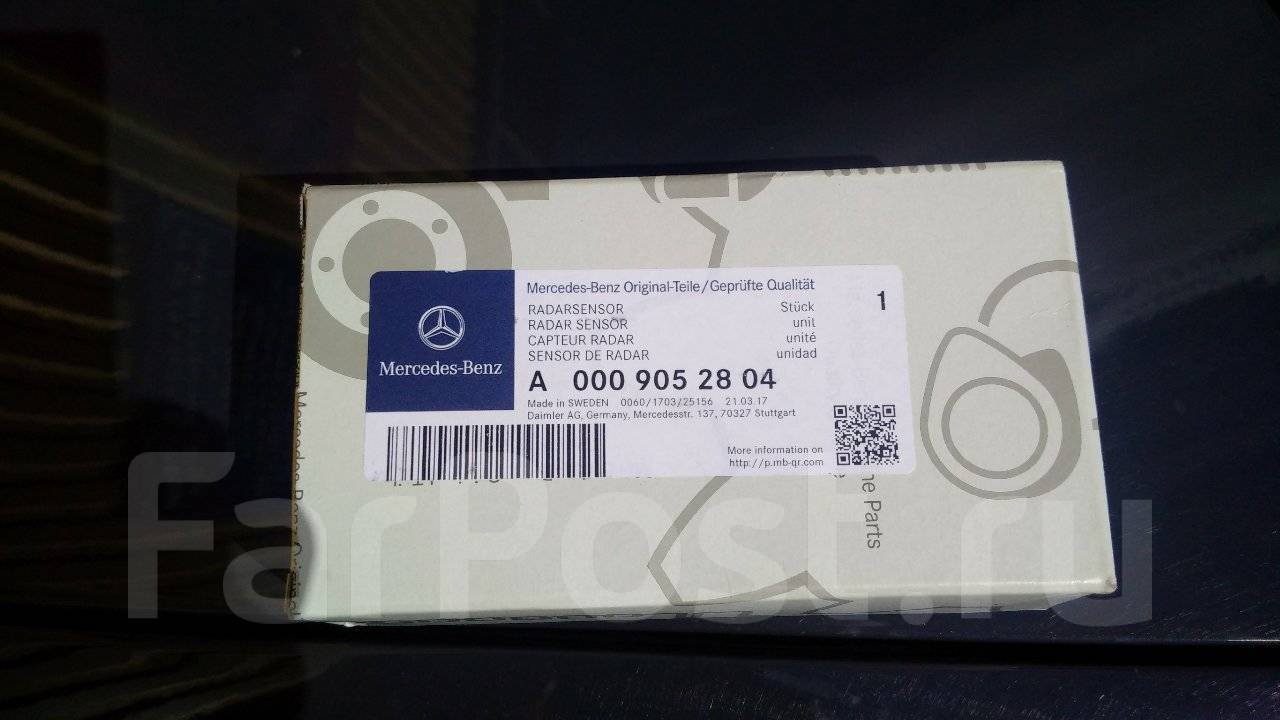 Mercedes-Benz Original-Teile/Geprüfte Qualität
RADARSENSOR Stück 1
RADAR SENSOR unit
CAPTEUR RADAR unité
SENSOR DE RADAR unidad
Mercedes-Benz
A 000 905 28 04
Made in SWEDEN 0060/1703/25156 21.03.17
Daimler AG, Germany, Mercedesstr. 137, 70327 Stuttgart
More information on
http://p.mb-qr.com
Parts
FarPost.ru